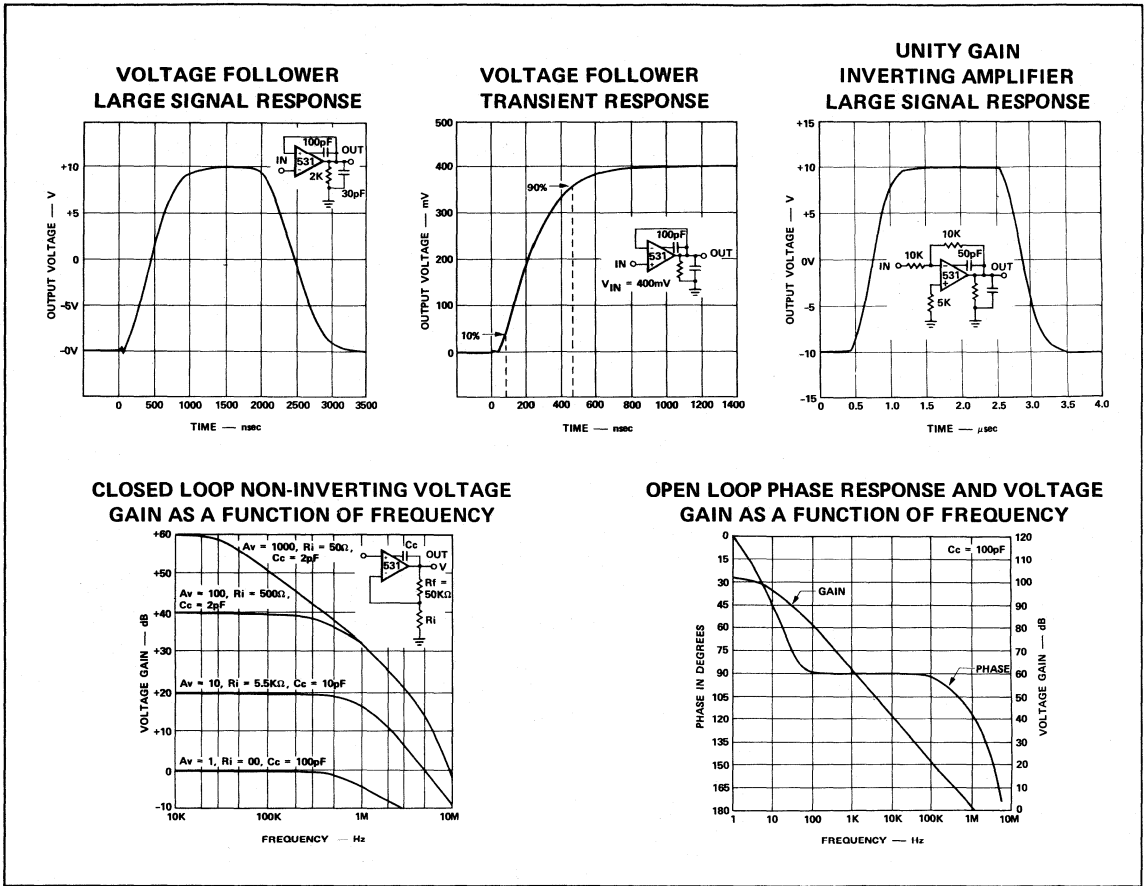 VOLTAGE FOLLOWER
LARGE SIGNAL RESPONSE
OUTPUT VOLTAGE — V
+10
+5
0
-5V
-0V
0
500
1000
1500
2000
2500
3000
3500
TIME — nsec
100pF
IN
OUT
-
+
531
2K
30pF
VOLTAGE FOLLOWER
TRANSIENT RESPONSE
OUTPUT VOLTAGE — mV
500
400
300
200
100
0
0
200
400
600
800
1000
1200
1400
TIME — nsec
90%
10%
100pF
IN
OUT
-
+
531
VIN = 400mV
UNITY GAIN
INVERTING AMPLIFIER
LARGE SIGNAL RESPONSE
OUTPUT VOLTAGE — V
+15
+10
+5
0V
-5
-10
-15
0
0.5
1.0
1.5
2.0
2.5
3.0
3.5
4.0
TIME — μsec
10K
10K
50pF
IN
OUT
-
+
531
5K
CLOSED LOOP NON-INVERTING VOLTAGE
GAIN AS A FUNCTION OF FREQUENCY
VOLTAGE GAIN — dB
+60
+50
+40
+30
+20
+10
0
-10
10K
100K
1M
10M
FREQUENCY — Hz
Av = 1000, Ri = 50Ω,
Cc = 2pF
Av = 100, Ri = 500Ω,
Cc = 2pF
Av = 10, Ri = 5.5KΩ, Cc = 10pF
Av = 1, Ri = 00, Cc = 100pF
Cc
OUT
V
+
-
531
Rf =
50KΩ
Ri
OPEN LOOP PHASE RESPONSE AND VOLTAGE
GAIN AS A FUNCTION OF FREQUENCY
PHASE IN DEGREES
0
15
30
45
60
75
90
105
120
135
150
165
180
1
10
100
1K
10K
100K
1M
10M
FREQUENCY — Hz
Cc = 100pF
GAIN
PHASE
120
110
100
90
80
70
60
50
40
30
20
10
0
VOLTAGE GAIN — dB